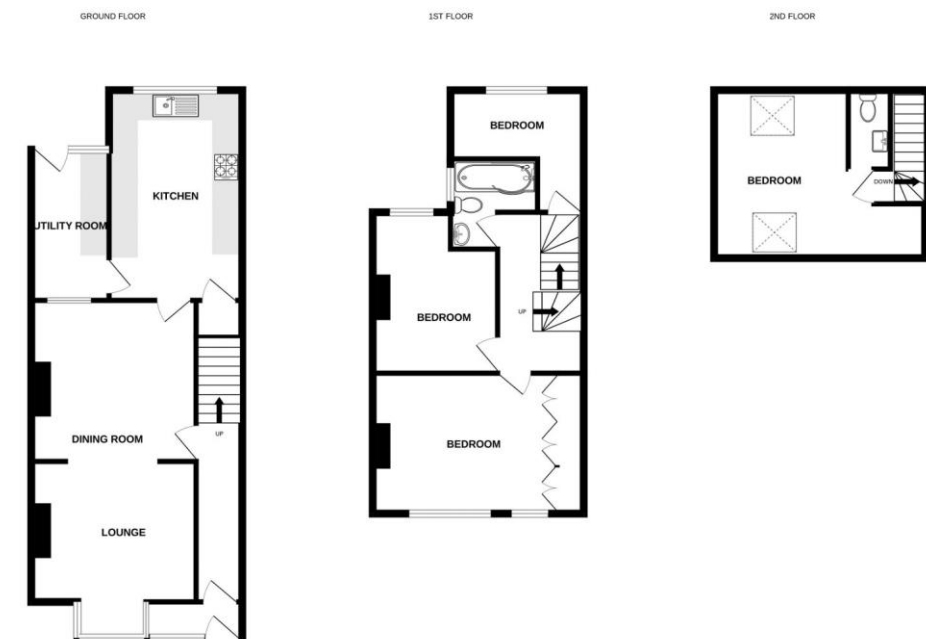 GROUND FLOOR
1ST FLOOR
2ND FLOOR
KITCHEN
UTILITY ROOM
UP
DINING ROOM
LOUNGE
BEDROOM
BEDROOM
UP
BEDROOM
BEDROOM
DOWN